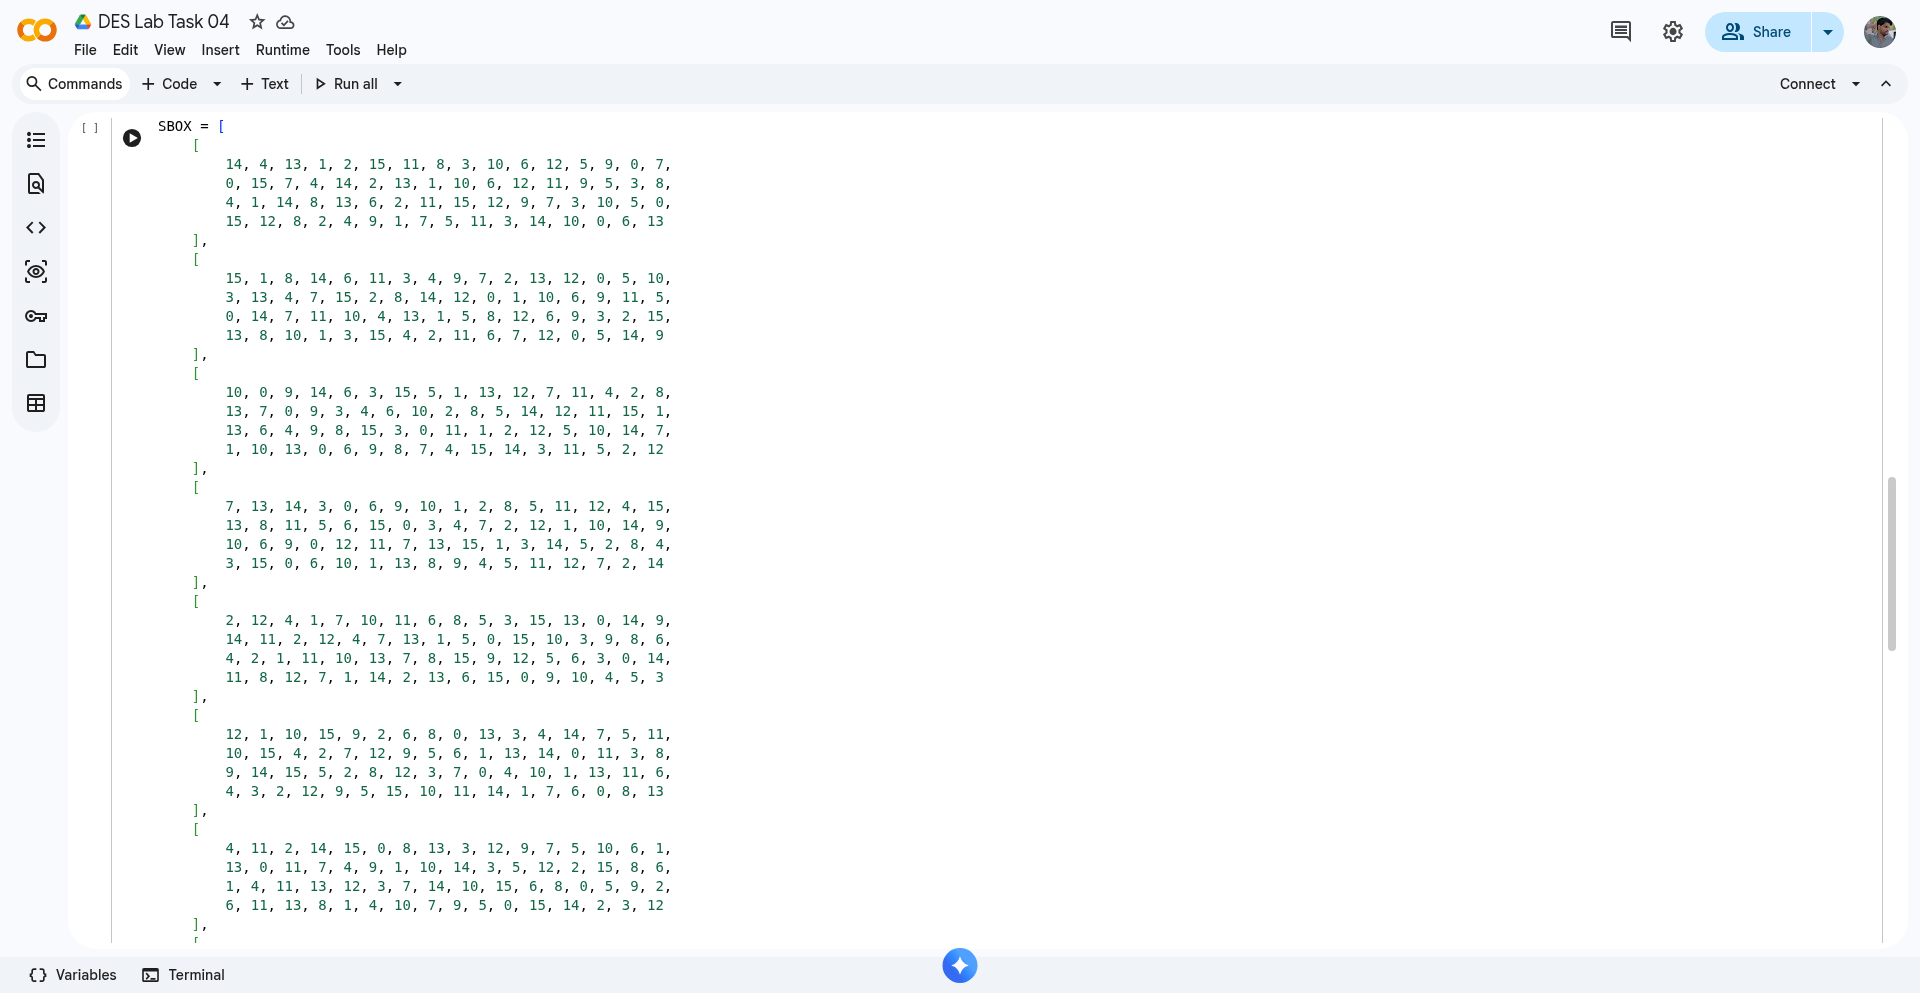 DES Lab Task 04
File Edit View Insert Runtime Tools Help
Share
Commands + Code + Text Run all
Connect
[ ]
SBOX = [
[
14, 4, 13, 1, 2, 15, 11, 8, 3, 10, 6, 12, 5, 9, 0, 7,
0, 15, 7, 4, 14, 2, 13, 1, 10, 6, 12, 11, 9, 5, 3, 8,
4, 1, 14, 8, 13, 6, 2, 11, 15, 12, 9, 7, 3, 10, 5, 0,
15, 12, 8, 2, 4, 9, 1, 7, 5, 11, 3, 14, 10, 0, 6, 13
],
[
15, 1, 8, 14, 6, 11, 3, 4, 9, 7, 2, 13, 12, 0, 5, 10,
3, 13, 4, 7, 15, 2, 8, 14, 12, 0, 1, 10, 6, 9, 11, 5,
0, 14, 7, 11, 10, 4, 13, 1, 5, 8, 12, 6, 9, 3, 2, 15,
13, 8, 10, 1, 3, 15, 4, 2, 11, 6, 7, 12, 0, 5, 14, 9
],
[
10, 0, 9, 14, 6, 3, 15, 5, 1, 13, 12, 7, 11, 4, 2, 8,
13, 7, 0, 9, 3, 4, 6, 10, 2, 8, 5, 14, 12, 11, 15, 1,
13, 6, 4, 9, 8, 15, 3, 0, 11, 1, 2, 12, 5, 10, 14, 7,
1, 10, 13, 0, 6, 9, 8, 7, 4, 15, 14, 3, 11, 5, 2, 12
],
[
7, 13, 14, 3, 0, 6, 9, 10, 1, 2, 8, 5, 11, 12, 4, 15,
13, 8, 11, 5, 6, 15, 0, 3, 4, 7, 2, 12, 1, 10, 14, 9,
10, 6, 9, 0, 12, 11, 7, 13, 15, 1, 3, 14, 5, 2, 8, 4,
3, 15, 0, 6, 10, 1, 13, 8, 9, 4, 5, 11, 12, 7, 2, 14
],
[
2, 12, 4, 1, 7, 10, 11, 6, 8, 5, 3, 15, 13, 0, 14, 9,
14, 11, 2, 12, 4, 7, 13, 1, 5, 0, 15, 10, 3, 9, 8, 6,
4, 2, 1, 11, 10, 13, 7, 8, 15, 9, 12, 5, 6, 3, 0, 14,
11, 8, 12, 7, 1, 14, 2, 13, 6, 15, 0, 9, 10, 4, 5, 3
],
[
12, 1, 10, 15, 9, 2, 6, 8, 0, 13, 3, 4, 14, 7, 5, 11,
10, 15, 4, 2, 7, 12, 9, 5, 6, 1, 13, 14, 0, 11, 3, 8,
9, 14, 15, 5, 2, 8, 12, 3, 7, 0, 4, 10, 1, 13, 11, 6,
4, 3, 2, 12, 9, 5, 15, 10, 11, 14, 1, 7, 6, 0, 8, 13
],
[
4, 11, 2, 14, 15, 0, 8, 13, 3, 12, 9, 7, 5, 10, 6, 1,
13, 0, 11, 7, 4, 9, 1, 10, 14, 3, 5, 12, 2, 15, 8, 6,
1, 4, 11, 13, 12, 3, 7, 14, 10, 15, 6, 8, 0, 5, 9, 2,
6, 11, 13, 8, 1, 4, 10, 7, 9, 5, 0, 15, 14, 2, 3, 12
],
[
Variables Terminal